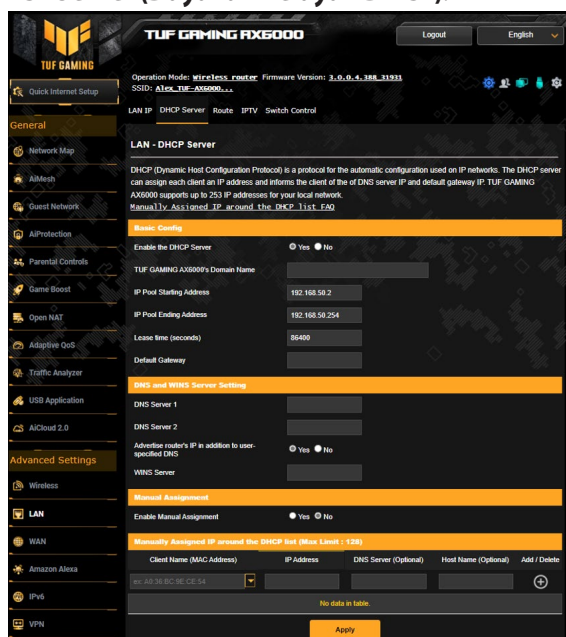 TUF GAMING AX6000
Logout
English
TUF GAMING
Operation Mode: Wireless router Firmware Version: 3.0.0.4.388_31931
SSID: Alex_TUF-AX6000...
Quick Internet Setup
LAN IP DHCP Server Route IPTV Switch Control
General
Network Map
AiMesh
Guest Network
AiProtection
Parental Controls
Game Boost
Open NAT
Adaptive QoS
Traffic Analyzer
USB Application
AiCloud 2.0
Advanced Settings
Wireless
LAN
WAN
Amazon Alexa
IPv6
VPN
LAN - DHCP Server
DHCP (Dynamic Host Configuration Protocol) is a protocol for the automatic configuration used on IP networks. The DHCP server
can assign each client an IP address and informs the client of the of DNS server IP and default gateway IP. TUF GAMING
AX6000 supports up to 253 IP addresses for your local network.
Manually Assigned IP around the DHCP list FAQ
Basic Config
Enable the DHCP Server Yes No
TUF GAMING AX6000's Domain Name
IP Pool Starting Address 192.168.50.2
IP Pool Ending Address 192.168.50.254
Lease time (seconds) 86400
Default Gateway
DNS and WINS Server Setting
DNS Server 1
DNS Server 2
Advertise router's IP in addition to user-
specified DNS Yes No
WINS Server
Manual Assignment
Enable Manual Assignment Yes No
Manually Assigned IP around the DHCP list (Max Limit : 128)
Client Name (MAC Address) IP Address DNS Server (Optional) Host Name (Optional) Add / Delete
ex: A0:36:BC:9E:CE:54
No data in table.
Apply